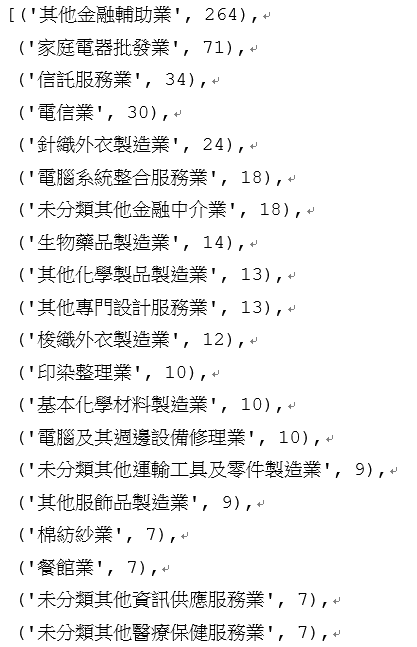 [('其他金融輔助業', 264),
('家庭電器批發業', 71),
('信託服務業', 34),
('電信業', 30),
('針織外衣製造業', 24),
('電腦系統整合服務業', 18),
('未分類其他金融中介業', 18),
('生物藥品製造業', 14),
('其他化學製品製造業', 13),
('其他專門設計服務業', 13),
('梭織外衣製造業', 12),
('印染整理業', 10),
('基本化學材料製造業', 10),
('電腦及其週邊設備修理業', 10),
('未分類其他運輸工具及零件製造業', 9),
('其他服飾品製造業', 9),
('棉紡紗業', 7),
('餐館業', 7),
('未分類其他資訊供應服務業', 7),
('未分類其他醫療保健服務業', 7),